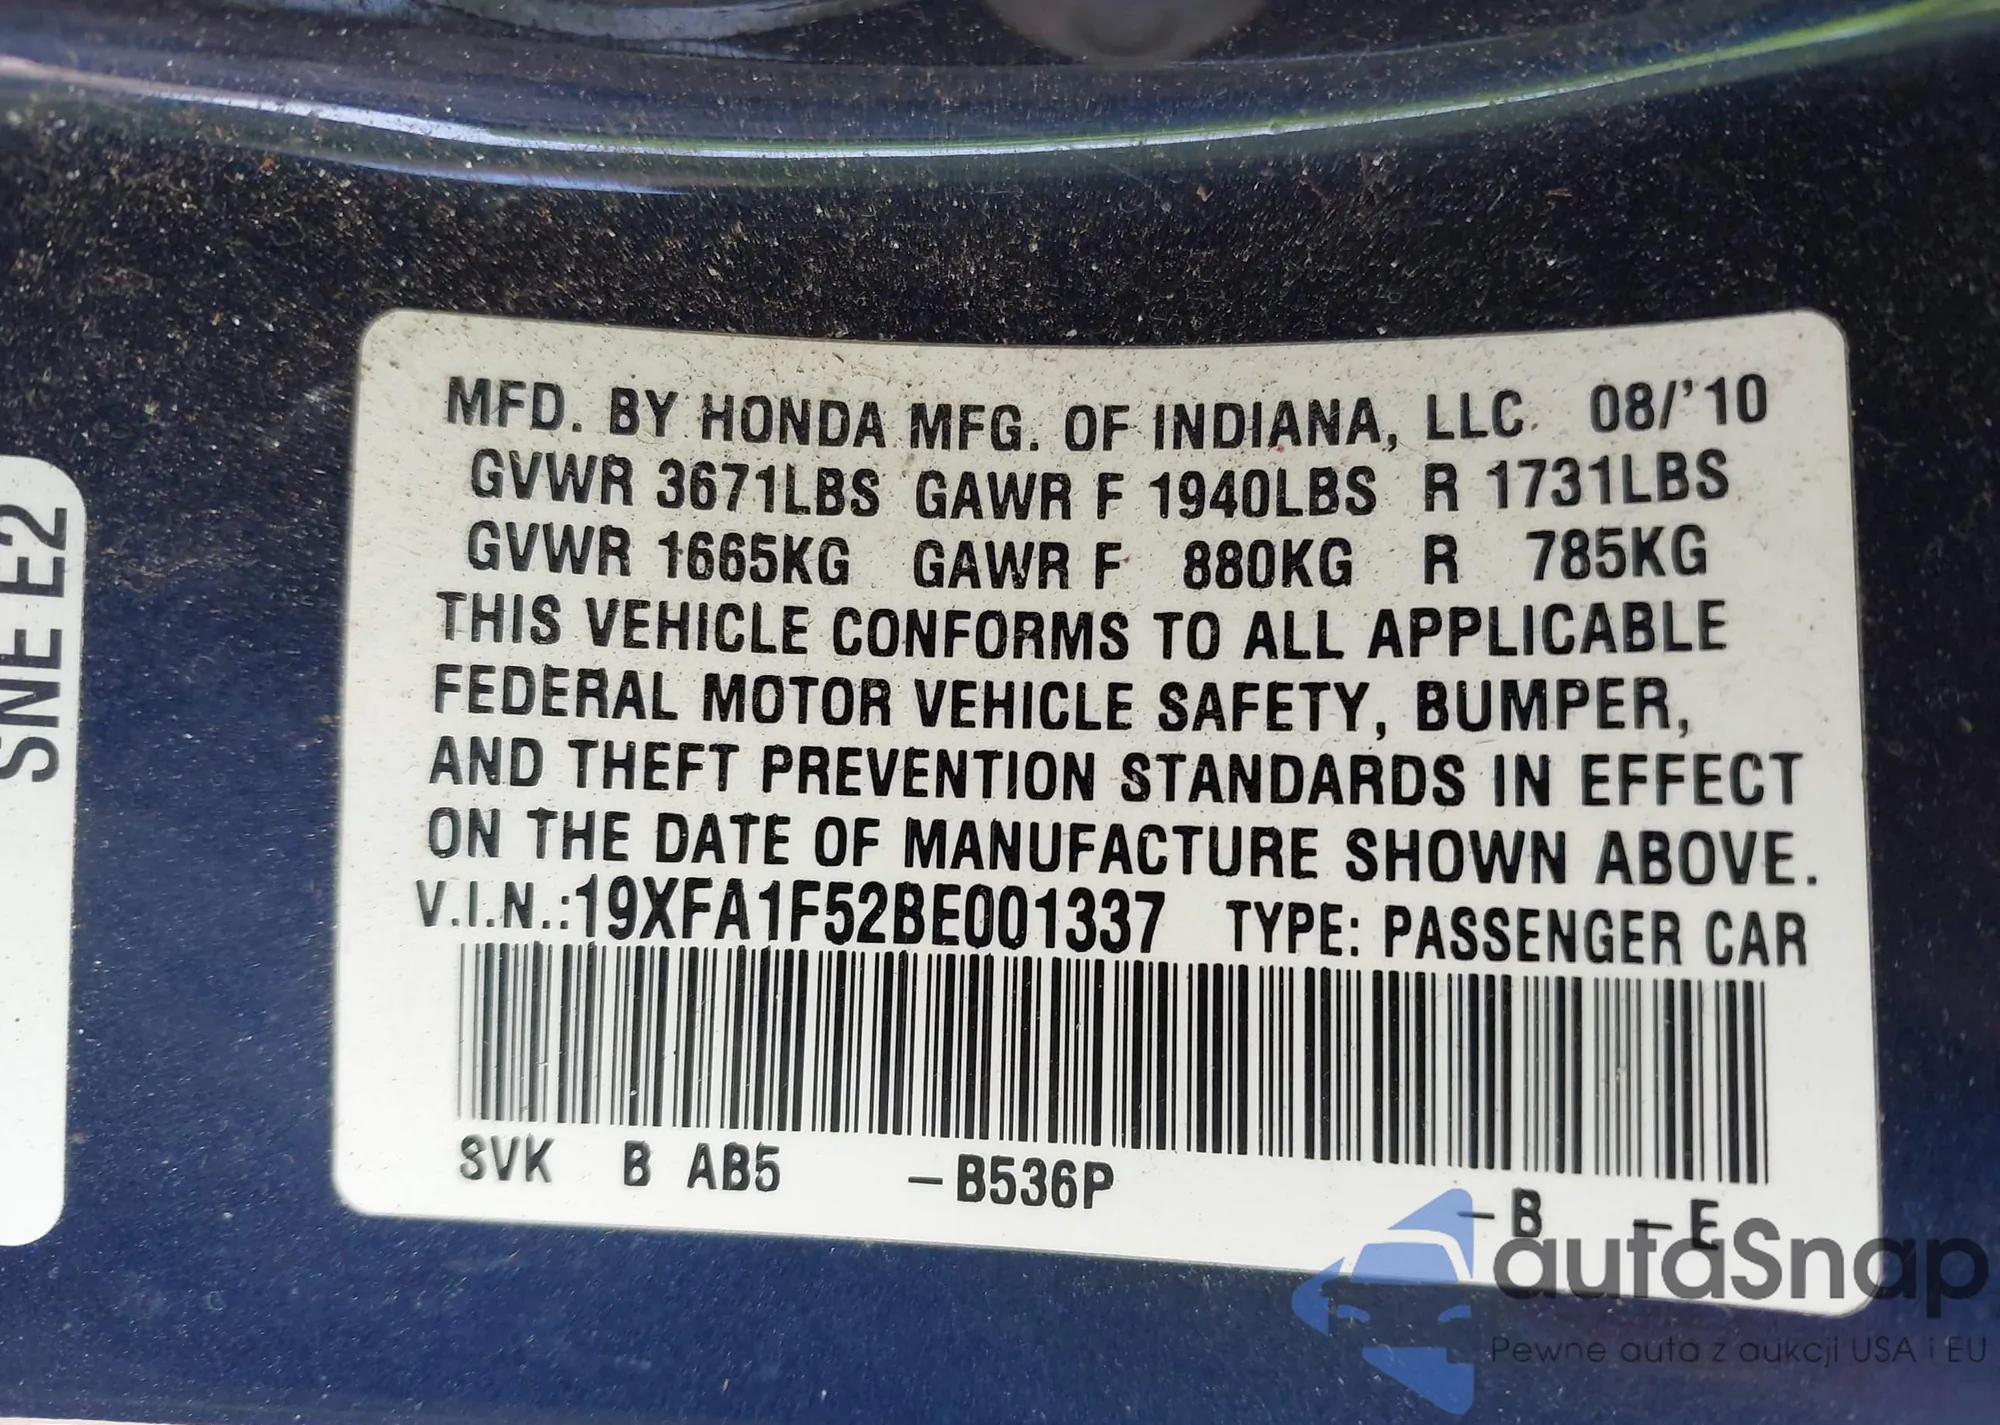 MFD. BY HONDA MFG. OF INDIANA, LLC. 08/'10
GVWR 3671LBS GAWR F 1940LBS R 1731LBS
GVWR 1665KG GAWR F 880KG R 785KG
THIS VEHICLE CONFORMS TO ALL APPLICABLE
FEDERAL MOTOR VEHICLE SAFETY, BUMPER,
AND THEFT PREVENTION STANDARDS IN EFFECT
ON THE DATE OF MANUFACTURE SHOWN ABOVE.
V.I.N.:19XFA1F52BE001337 TYPE: PASSENGER CAR
SVK B AB5 –B536P –B –E
SNE E2
autaSnap
Pewne auta z aukcji USA i EU